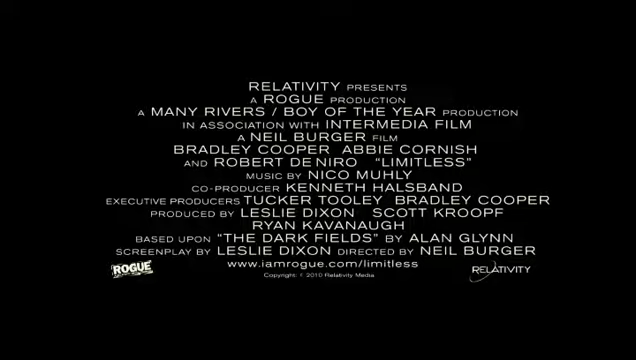 RELATIVITY PRESENTS
A ROGUE PRODUCTION
A MANY RIVERS / BOY OF THE YEAR PRODUCTION
IN ASSOCIATION WITH INTERMEDIA FILM
A NEIL BURGER FILM
BRADLEY COOPER ABBIE CORNISH
AND ROBERT DE NIRO "LIMITLESS"
MUSIC BY NICO MUHLY
CO-PRODUCER KENNETH HALSBAND
EXECUTIVE PRODUCERS TUCKER TOOLEY BRADLEY COOPER
PRODUCED BY LESLIE DIXON SCOTT KROOPF
RYAN KAVANAUGH
BASED UPON "THE DARK FIELDS" BY ALAN GLYNN
SCREENPLAY BY LESLIE DIXON DIRECTED BY NEIL BURGER
ROGUE www.iamrogue.com/limitless RELATIVITY
Copyright: 2010 Relativity Media